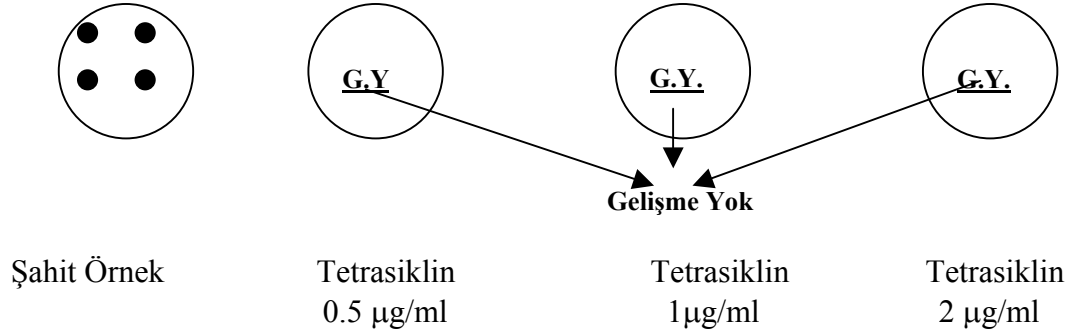 G.Y G.Y. G.Y.
Gelişme Yok
Şahit Örnek Tetrasiklin Tetrasiklin Tetrasiklin
0.5 µg/ml 1µg/ml 2 µg/ml